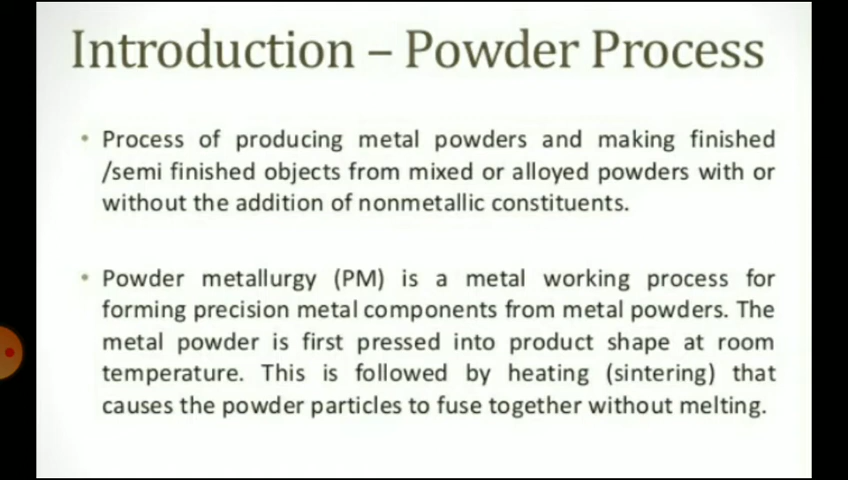 Introduction – Powder Process
• Process of producing metal powders and making finished
/semi finished objects from mixed or alloyed powders with or
without the addition of nonmetallic constituents.
• Powder metallurgy (PM) is a metal working process for
forming precision metal components from metal powders. The
metal powder is first pressed into product shape at room
temperature. This is followed by heating (sintering) that
causes the powder particles to fuse together without melting.